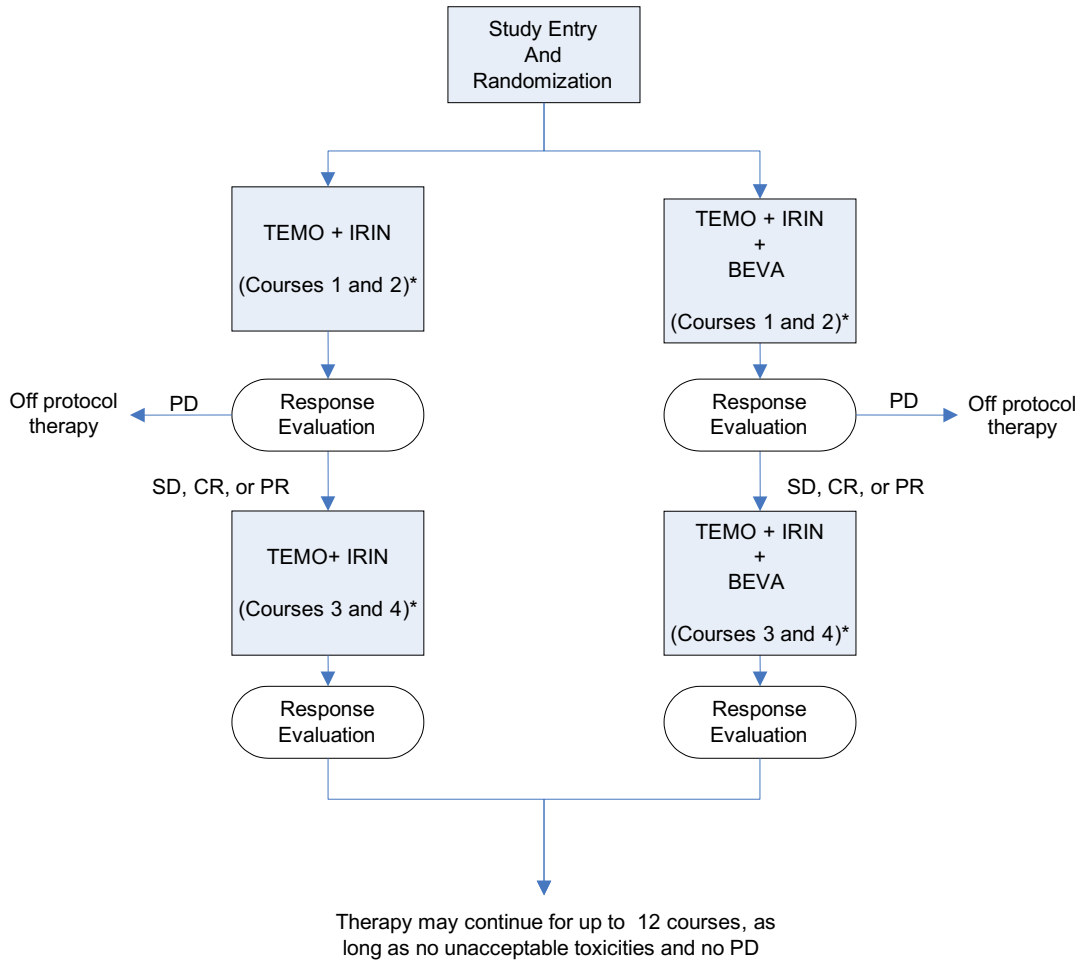 Study Entry
And
Randomization
TEMO + IRIN
(Courses 1 and 2)*
TEMO + IRIN
+
BEVA
(Courses 1 and 2)*
Off protocol
therapy
PD
Response
Evaluation
Response
Evaluation
PD
Off protocol
therapy
SD, CR, or PR
SD, CR, or PR
TEMO+ IRIN
(Courses 3 and 4)*
TEMO + IRIN
+
BEVA
(Courses 3 and 4)*
Response
Evaluation
Response
Evaluation
Therapy may continue for up to 12 courses, as
long as no unacceptable toxicities and no PD